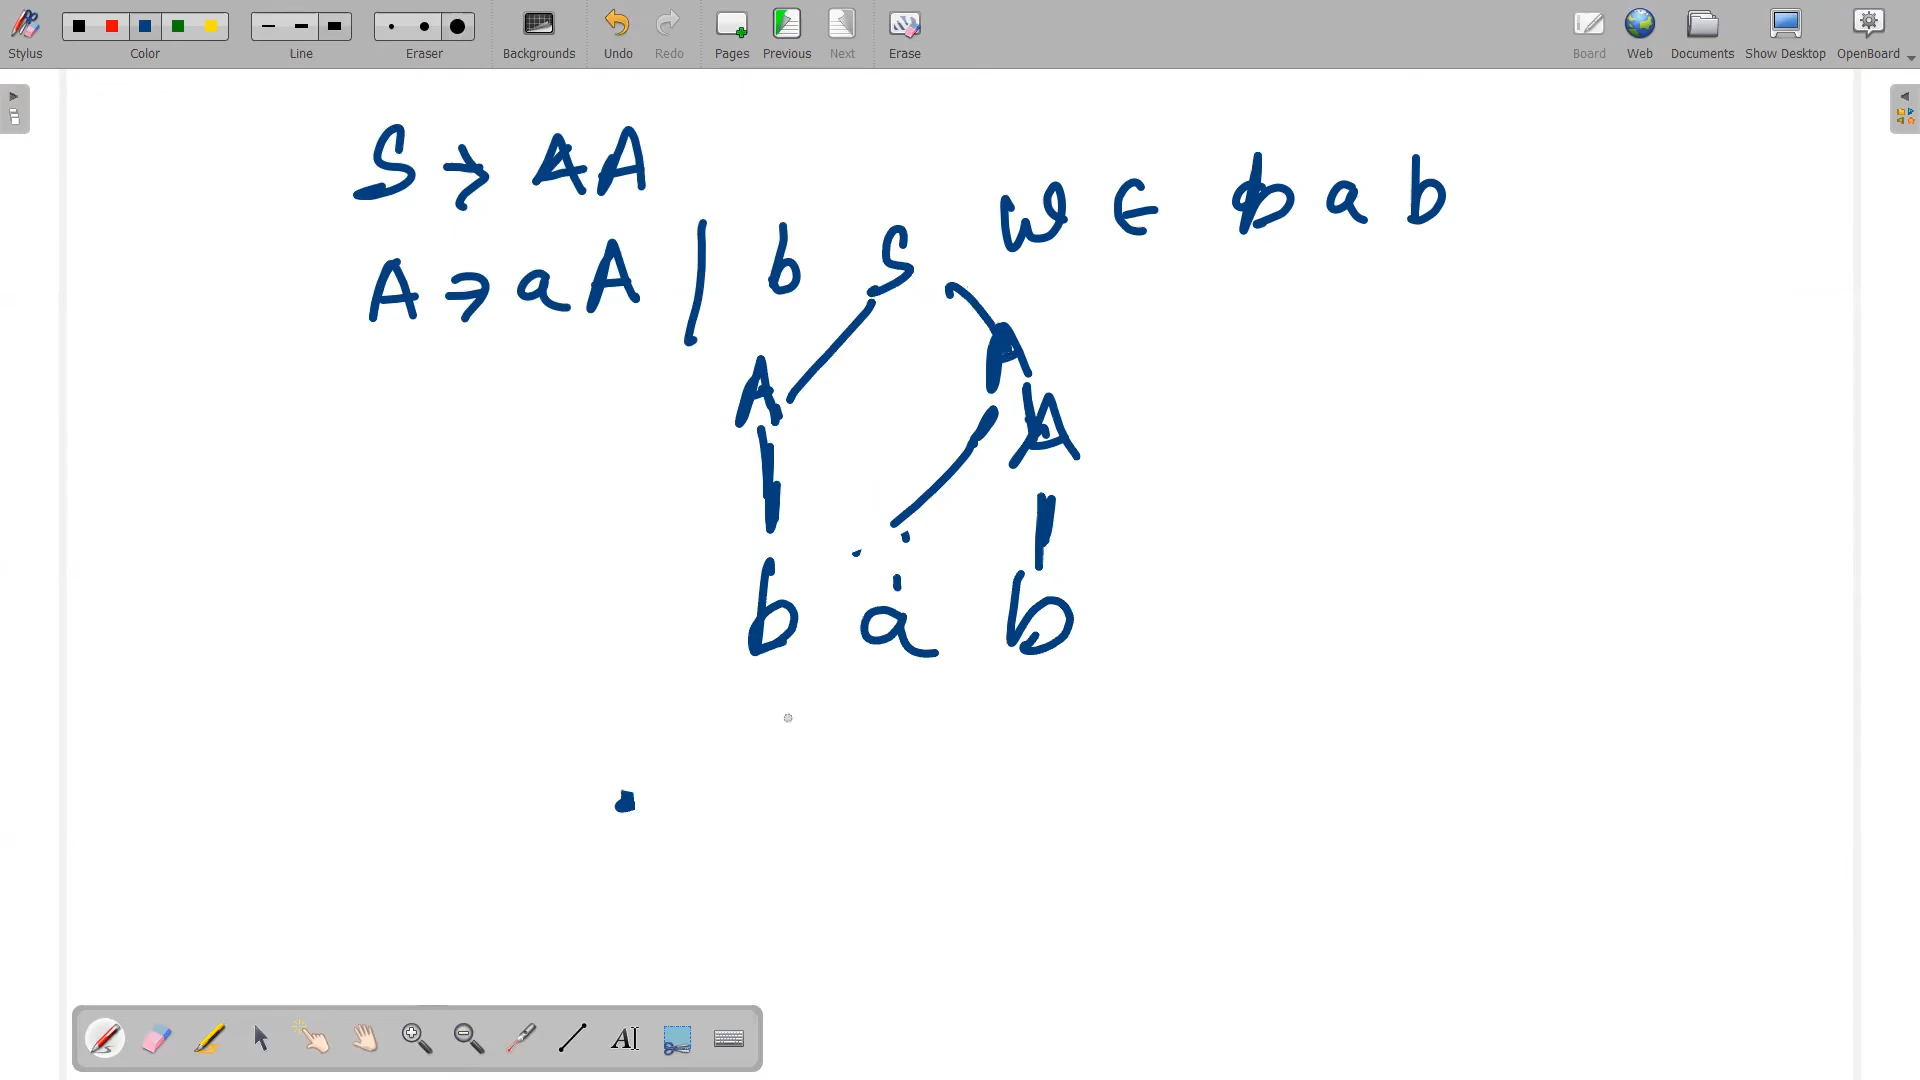 Stylus Color Line Eraser Backgrounds Undo Redo Pages Previous Next Erase Board Web Documents Show Desktop OpenBoard
S → AA
w ∈ b a b
A → aA | b
S
A
A
A
b a b
AI